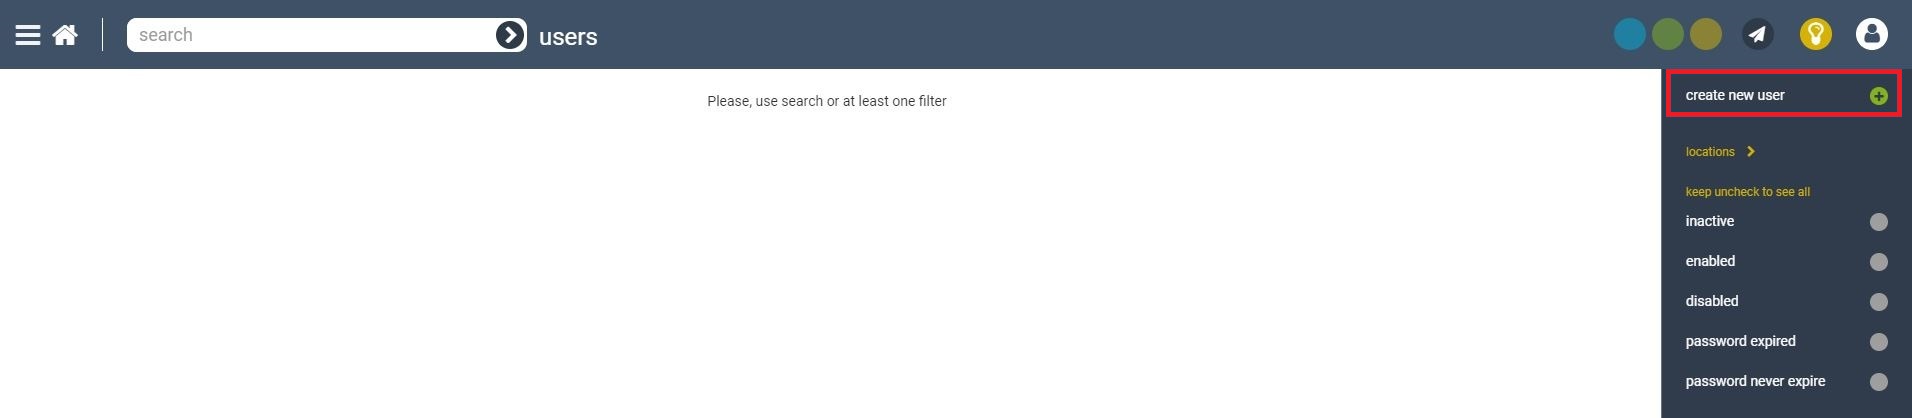 search
users
Please, use search or at least one filter
create new user
locations
keep uncheck to see all
inactive
enabled
disabled
password expired
password never expire